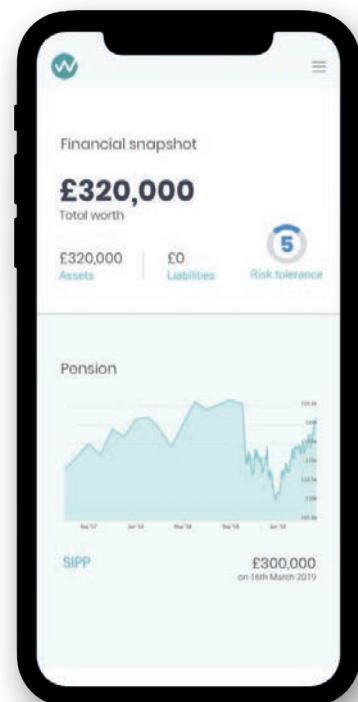 Financial snapshot
£320,000
Total worth
£320,000 £0 5
Assets Liabilities Risk tolerance
Pension
SIPP £300,000
on 16th March 2019